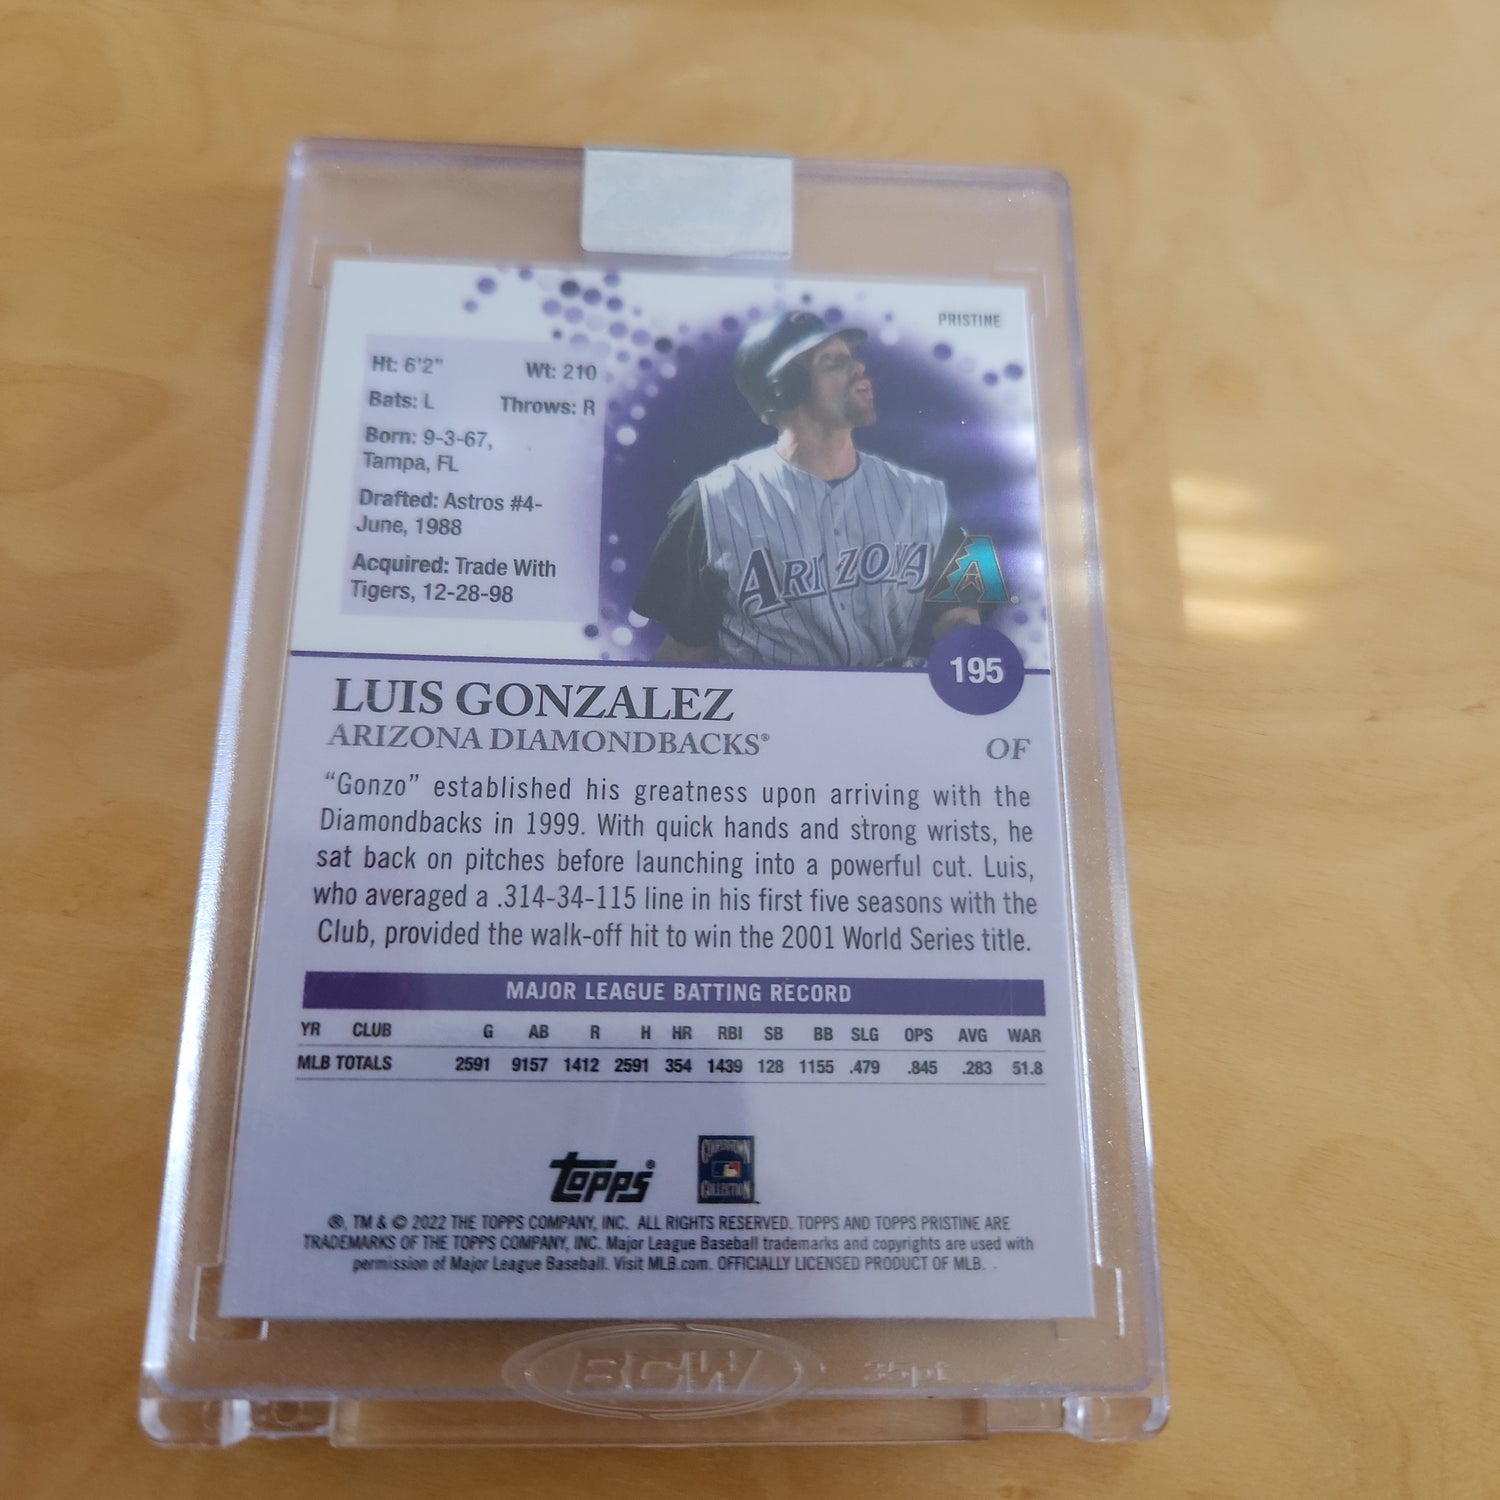 PRISTINE
Ht: 6'2" Wt: 210
Bats: L Throws: R
Born: 9-3-67,
Tampa, FL
Drafted: Astros #4-
June, 1988
Acquired: Trade With
Tigers, 12-28-98
ARIZONA
A
195
LUIS GONZALEZ
ARIZONA DIAMONDBACKS®
OF
“Gonzo” established his greatness upon arriving with the
Diamondbacks in 1999. With quick hands and strong wrists, he
sat back on pitches before launching into a powerful cut. Luis,
who averaged a .314-34-115 line in his first five seasons with the
Club, provided the walk-off hit to win the 2001 World Series title.
MAJOR LEAGUE BATTING RECORD
YR CLUB G AB R H HR RBI SB BB SLG OPS AVG WAR
MLB TOTALS 2591 9157 1412 2591 354 1439 128 1155 .479 .845 .283 51.8
topps®
COOPERSTOWN
COLLECTION
®, TM & © 2022 THE TOPPS COMPANY, INC. ALL RIGHTS RESERVED. TOPPS AND TOPPS PRISTINE ARE
TRADEMARKS OF THE TOPPS COMPANY, INC. Major League Baseball trademarks and copyrights are used with
permission of Major League Baseball. Visit MLB.com. OFFICIALLY LICENSED PRODUCT OF MLB.
BCW 35pt